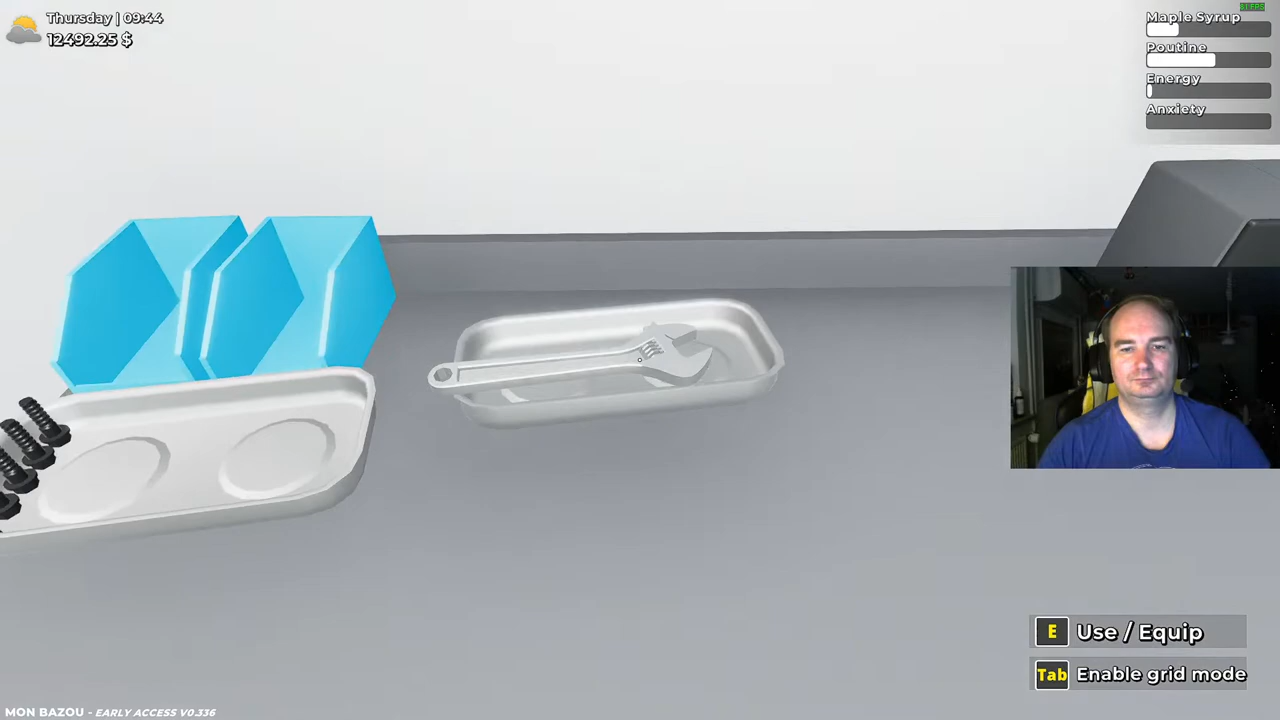 Thursday | 09:44
12492.25 $
Maple Syrup
Poutine
Energy
Anxiety
E Use / Equip
Tab Enable grid mode
MON BAZOU - EARLY ACCESS V0.336